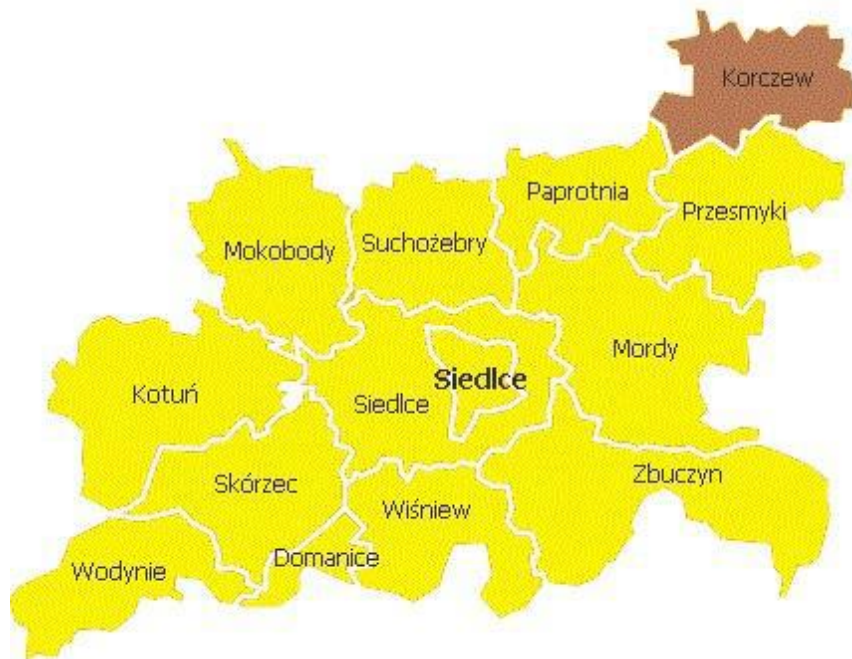 Korczew
Paprotnia
Przesmyki
Mokobody
Suchożebry
Mordy
Siedlce
Kotuń
Siedlce
Skórzec
Zbuczyn
Wiśniew
Domanice
Wodynie